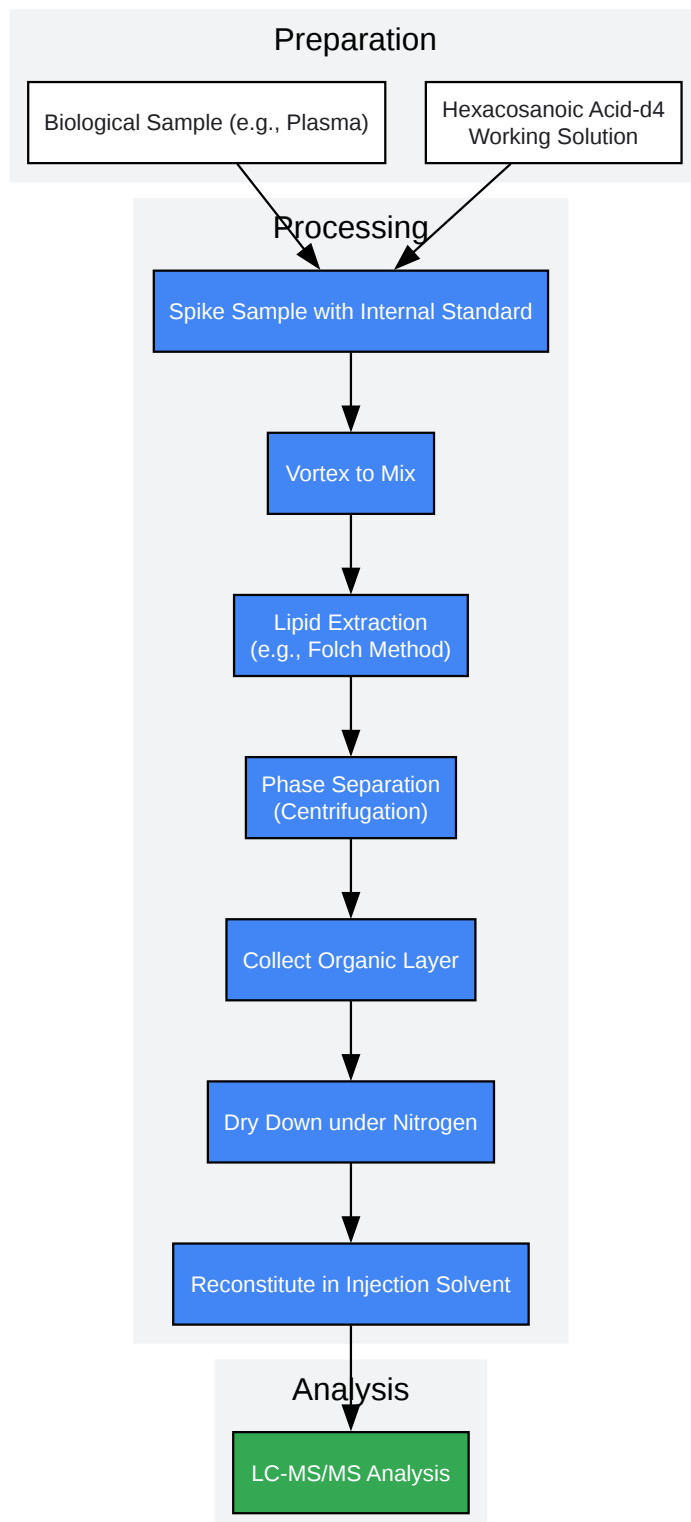 Preparation
Biological Sample (e.g., Plasma)
Hexacosanoic Acid-d4
Working Solution
Processing
Spike Sample with Internal Standard
Vortex to Mix
Lipid Extraction
(e.g., Folch Method)
Phase Separation
(Centrifugation)
Collect Organic Layer
Dry Down under Nitrogen
Reconstitute in Injection Solvent
Analysis
LC-MS/MS Analysis